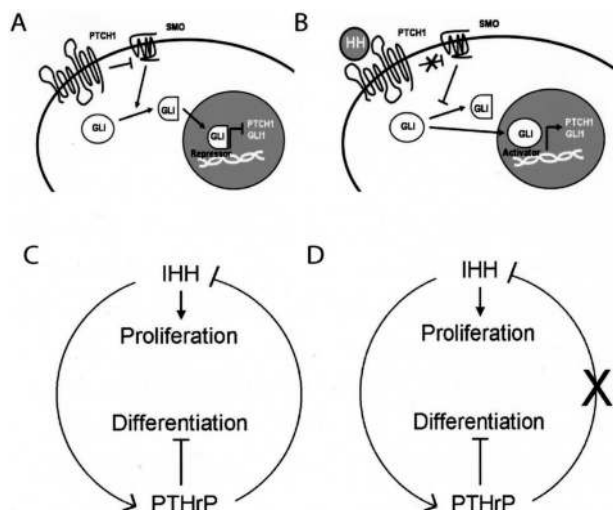 A
PTCH1
SMO
GLI
GLI
GLI
PTCH1
GLI1
Repressor
B
HH
PTCH1
SMO
GLI
GLI
GLI
PTCH1
GLI1
Activator
C
IHH
Proliferation
Differentiation
PTHrP
D
IHH
Proliferation
Differentiation
PTHrP
X